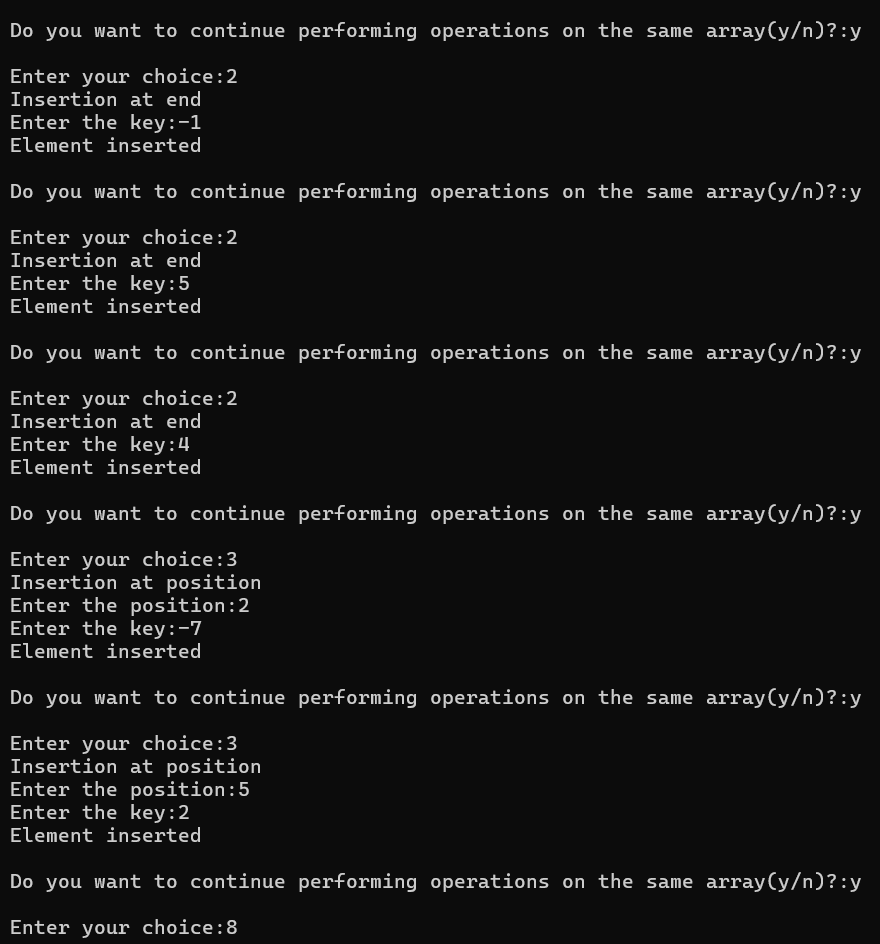 Do you want to continue performing operations on the same array(y/n)?:y
Enter your choice:2
Insertion at end
Enter the key:-1
Element inserted
Do you want to continue performing operations on the same array(y/n)?:y
Enter your choice:2
Insertion at end
Enter the key:5
Element inserted
Do you want to continue performing operations on the same array(y/n)?:y
Enter your choice:2
Insertion at end
Enter the key:4
Element inserted
Do you want to continue performing operations on the same array(y/n)?:y
Enter your choice:3
Insertion at position
Enter the position:2
Enter the key:-7
Element inserted
Do you want to continue performing operations on the same array(y/n)?:y
Enter your choice:3
Insertion at position
Enter the position:5
Enter the key:2
Element inserted
Do you want to continue performing operations on the same array(y/n)?:y
Enter your choice:8